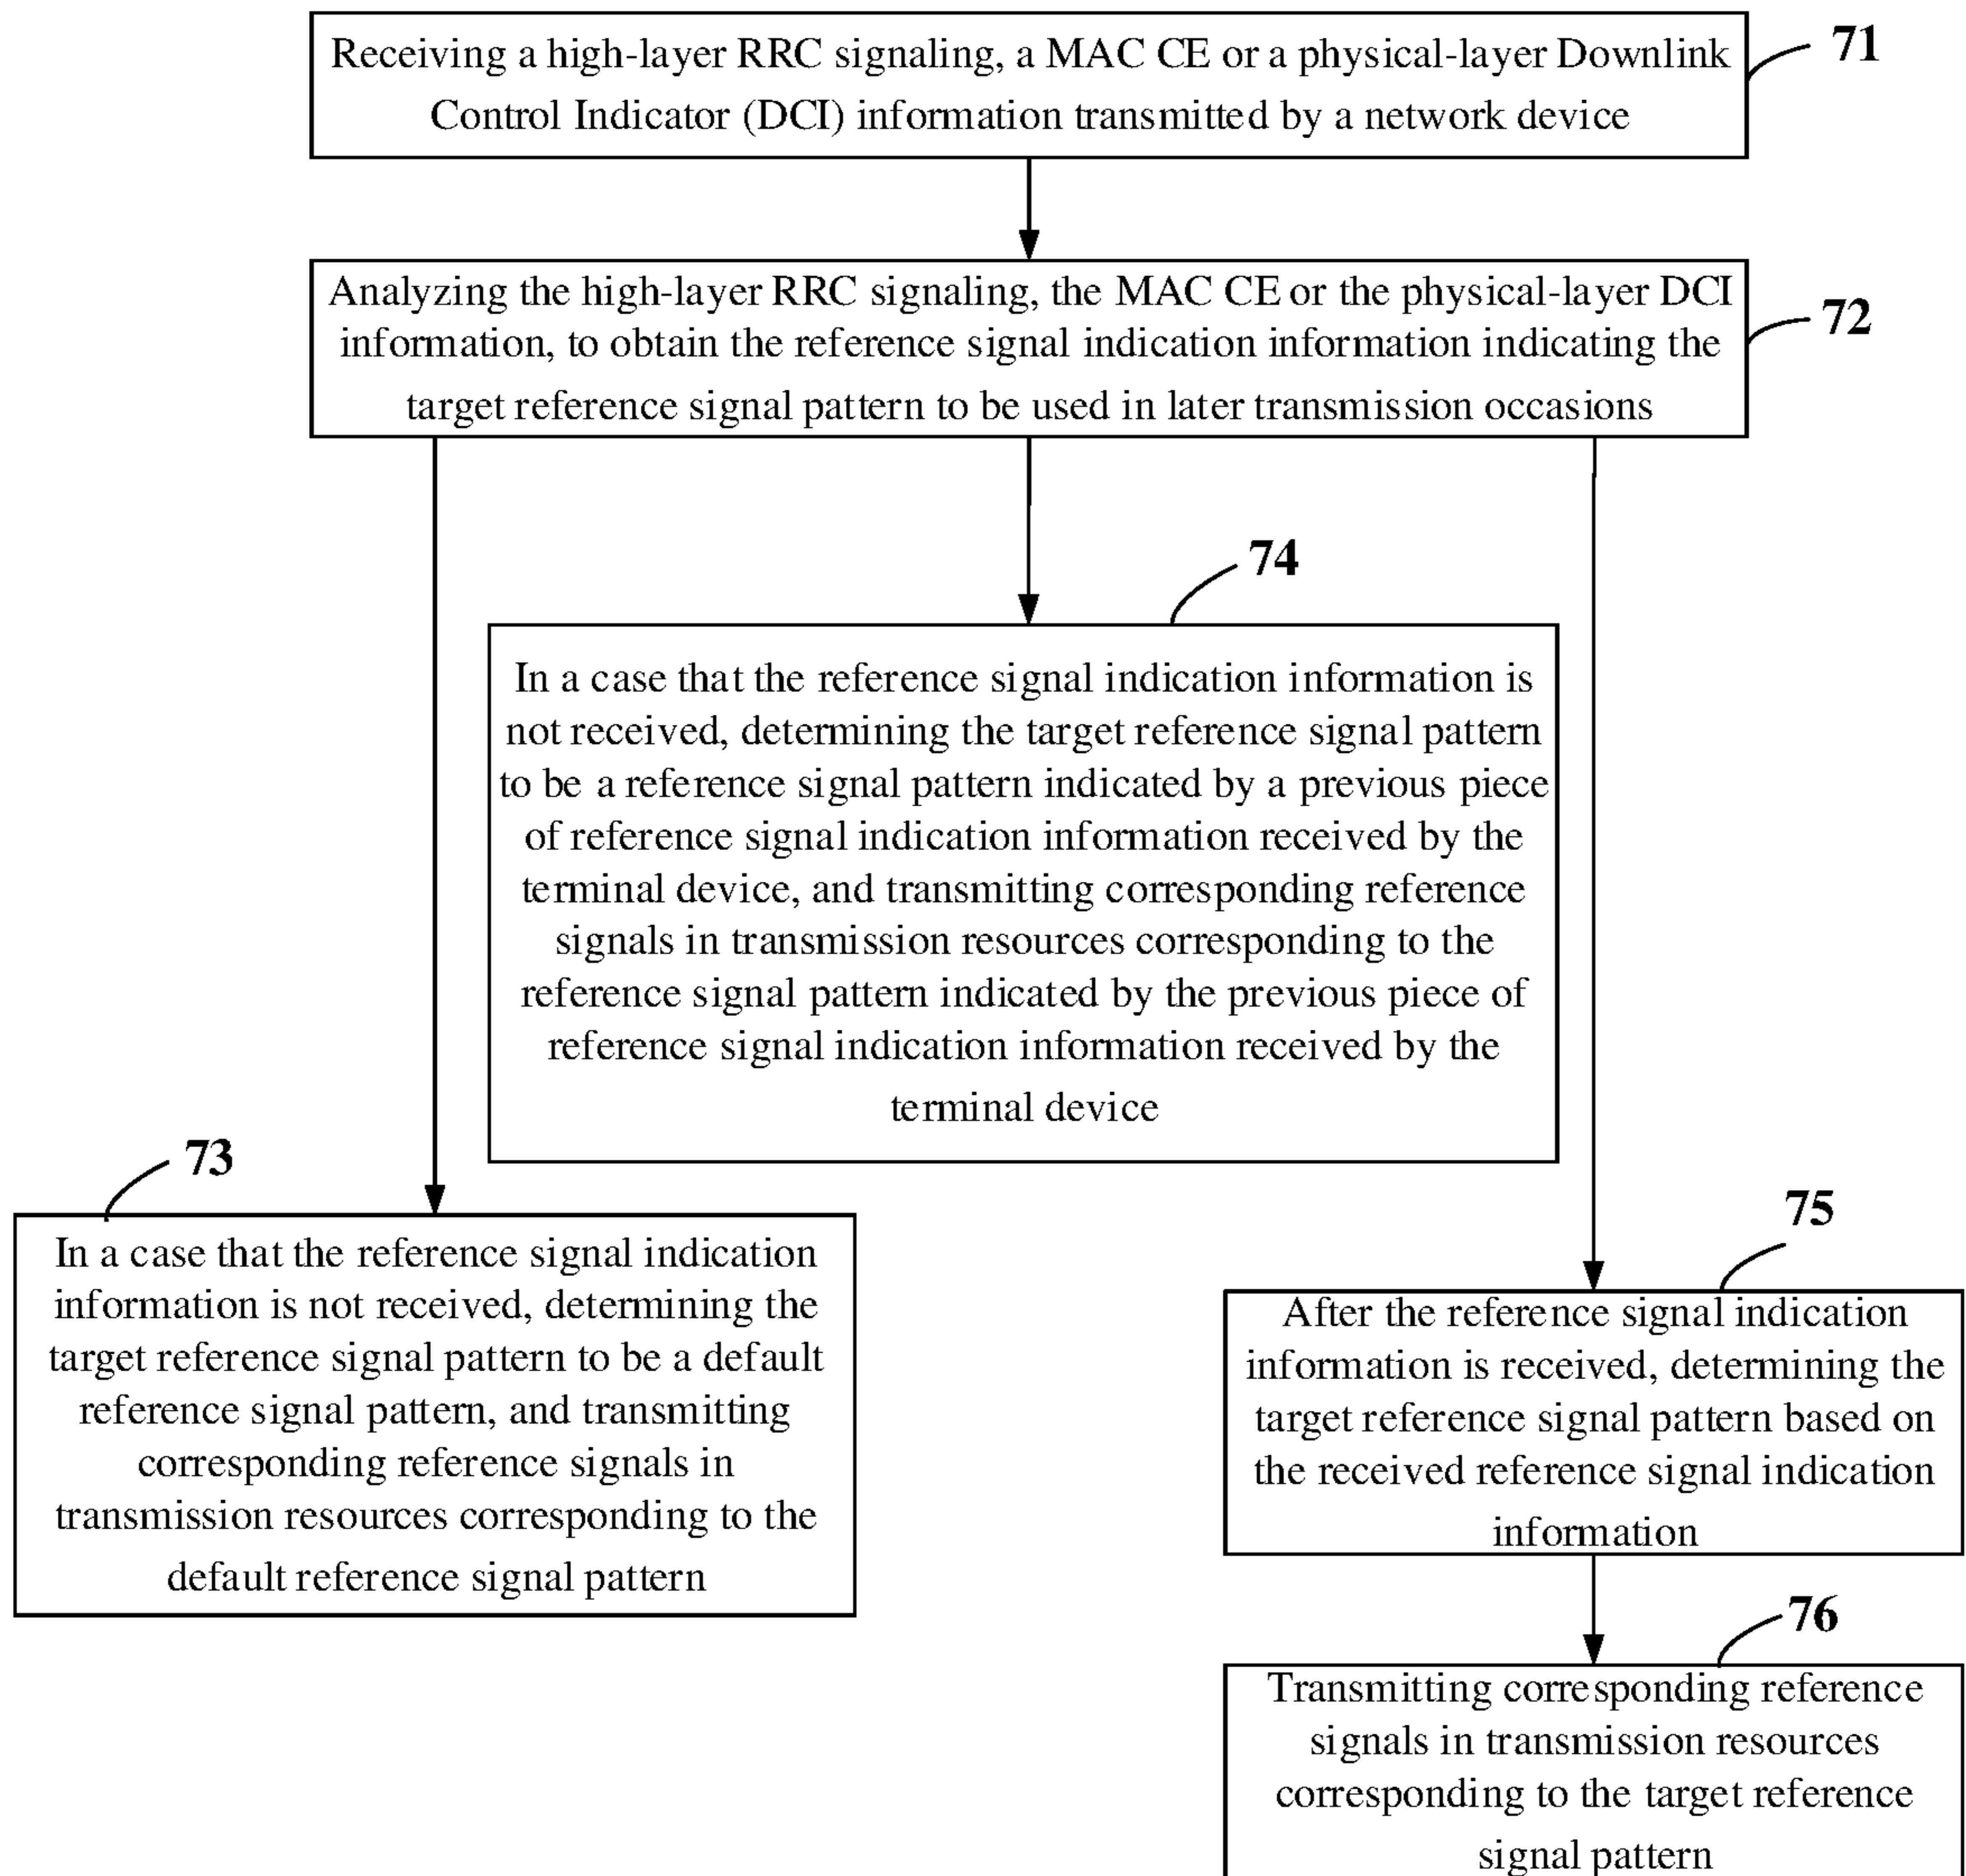 Receiving a high-layer RRC signaling, a MAC CE or a physical-layer Downlink
Control Indicator (DCI) information transmitted by a network device
71
Analyzing the high-layer RRC signaling, the MAC CE or the physical-layer DCI
information, to obtain the reference signal indication information indicating the
target reference signal pattern to be used in later transmission occasions
72
74
In a case that the reference signal indication information is
not received, determining the target reference signal pattern
to be a reference signal pattern indicated by a previous piece
of reference signal indication information received by the
terminal device, and transmitting corresponding reference
signals in transmission resources corresponding to the
reference signal pattern indicated by the previous piece of
reference signal indication information received by the
terminal device
73
In a case that the reference signal indication
information is not received, determining the
target reference signal pattern to be a default
reference signal pattern, and transmitting
corresponding reference signals in
transmission resources corresponding to the
default reference signal pattern
75
After the reference signal indication
information is received, determining the
target reference signal pattern based on
the received reference signal indication
information
76
Transmitting corresponding reference
signals in transmission resources
corresponding to the target reference
signal pattern